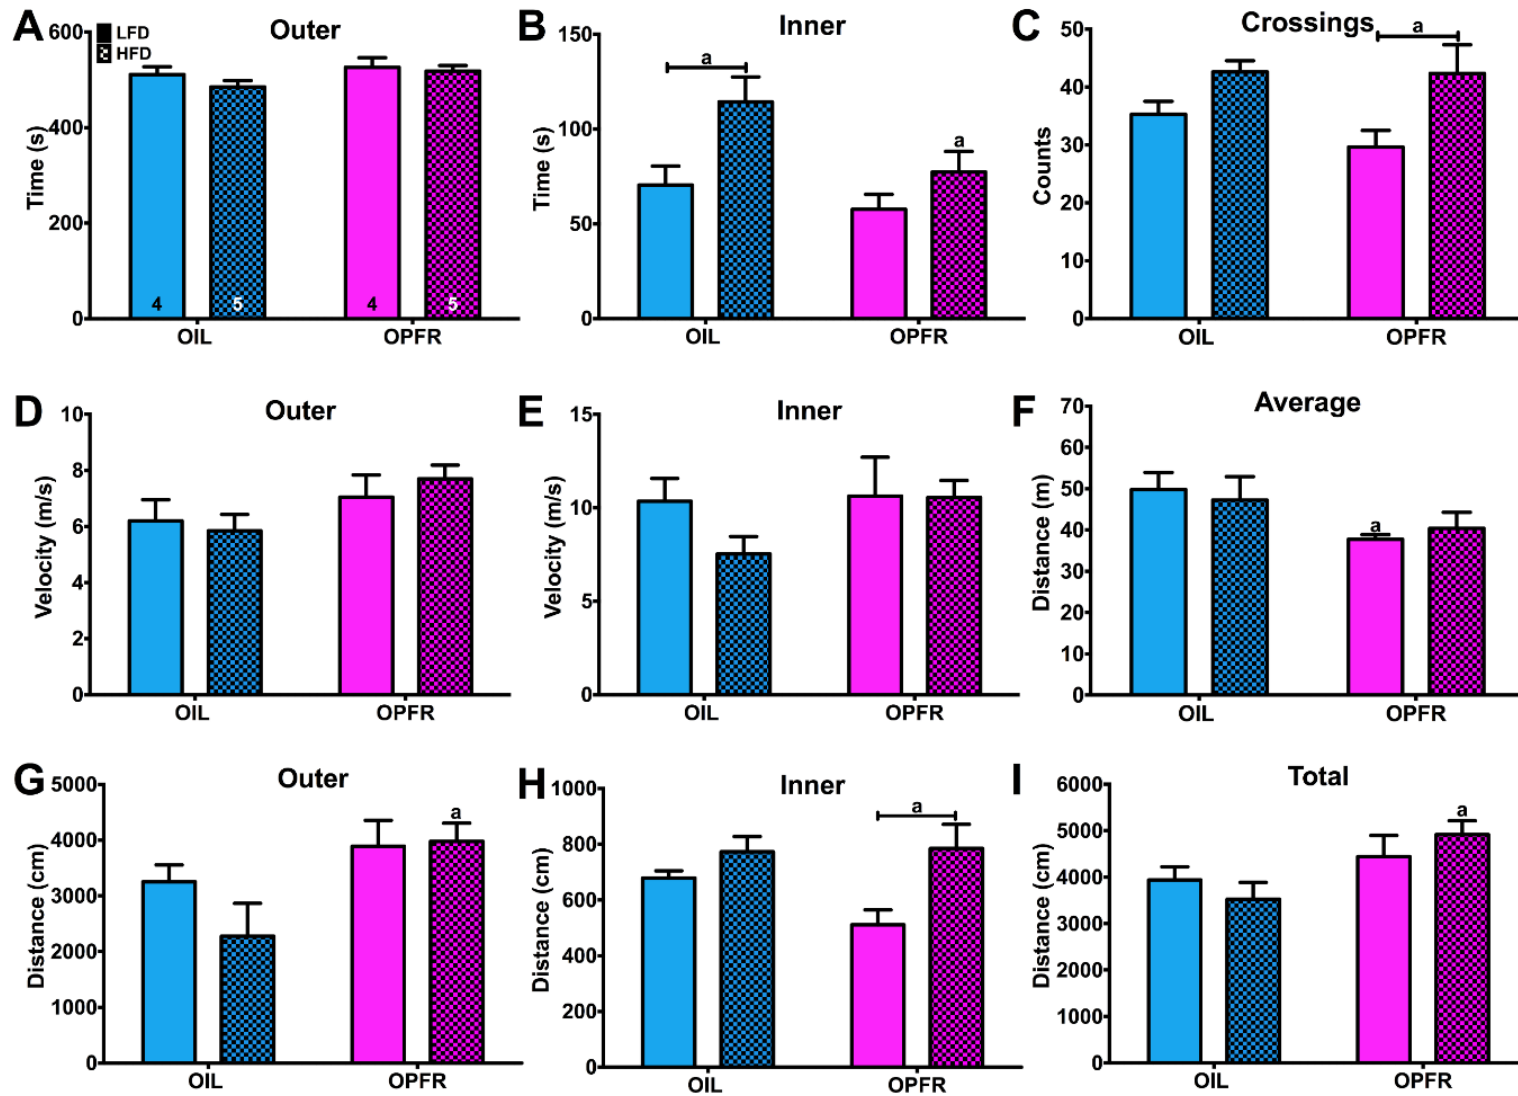 A
LFD
HFD
Outer
Time (s)
600
400
200
0
4
5
4
5
OIL
OPFR
B
Inner
Time (s)
150
100
50
0
a
a
OIL
OPFR
C
Crossings
Counts
50
40
30
20
10
0
a
OIL
OPFR
D
Outer
Velocity (m/s)
10
8
6
4
2
0
OIL
OPFR
E
Inner
Velocity (m/s)
15
10
5
0
OIL
OPFR
F
Average
Distance (m)
70
60
50
40
30
20
10
0
a
OIL
OPFR
G
Outer
Distance (cm)
5000
4000
3000
2000
1000
0
a
OIL
OPFR
H
Inner
Distance (cm)
1000
800
600
400
200
0
a
OIL
OPFR
I
Total
Distance (cm)
6000
5000
4000
3000
2000
1000
0
a
OIL
OPFR